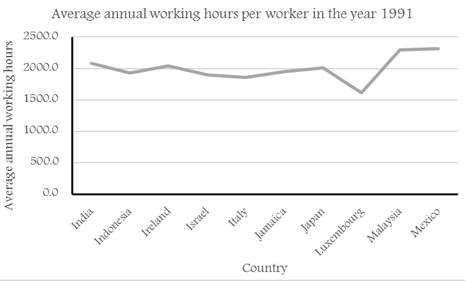 Average annual working hours per worker in the year 1991
Average annual working hours
2500.0
2000.0
1500.0
1000.0
500.0
0.0
India
Indonesia
Ireland
Israel
Italy
Jamaica
Japan
Luxembourg
Malaysia
Mexico
Country